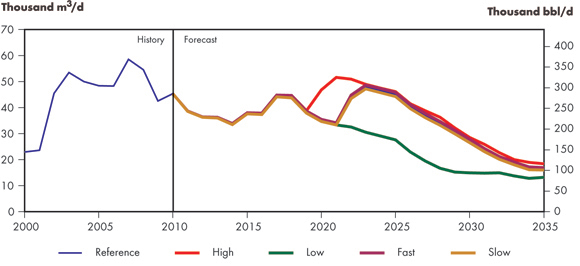 Thousand m³/d
Thousand bbl/d
History
Forecast
70
60
50
40
30
20
10
0
400
350
300
250
200
150
100
50
0
2000
2005
2010
2015
2020
2025
2030
2035
Reference
High
Low
Fast
Slow